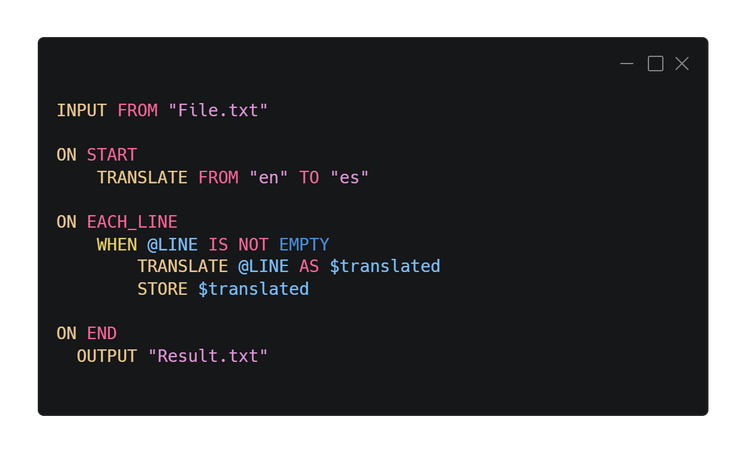 INPUT FROM "File.txt"
ON START
TRANSLATE FROM "en" TO "es"
ON EACH_LINE
WHEN @LINE IS NOT EMPTY
TRANSLATE @LINE AS $translated
STORE $translated
ON END
OUTPUT "Result.txt"